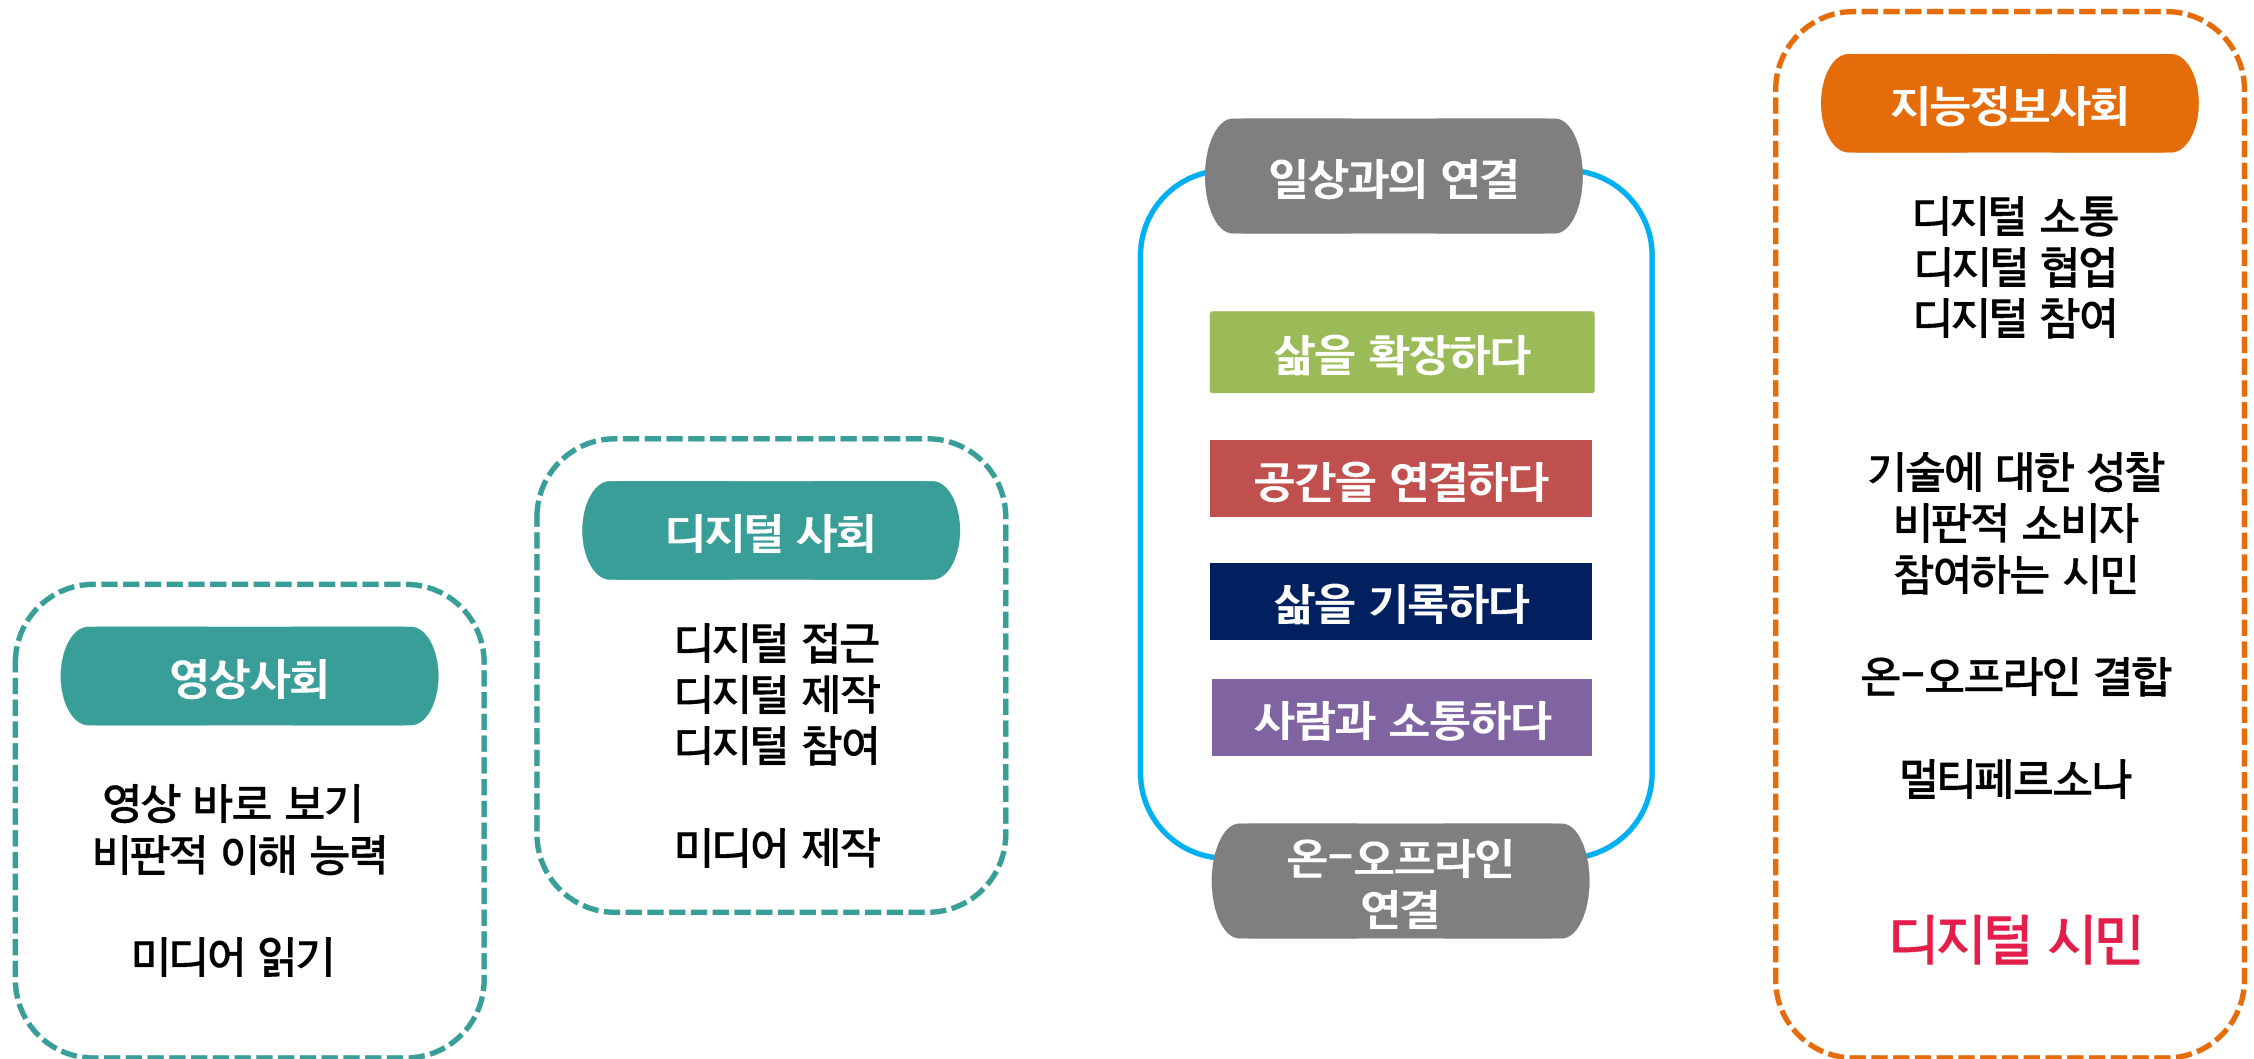 영상사회
영상 바로 보기
비판적 이해 능력
미디어 읽기
디지털 사회
디지털 접근
디지털 제작
디지털 참여
미디어 제작
일상과의 연결
삶을 확장하다
공간을 연결하다
삶을 기록하다
사람과 소통하다
온-오프라인
연결
지능정보사회
디지털 소통
디지털 협업
디지털 참여
기술에 대한 성찰
비판적 소비자
참여하는 시민
온-오프라인 결합
멀티페르소나
디지털 시민